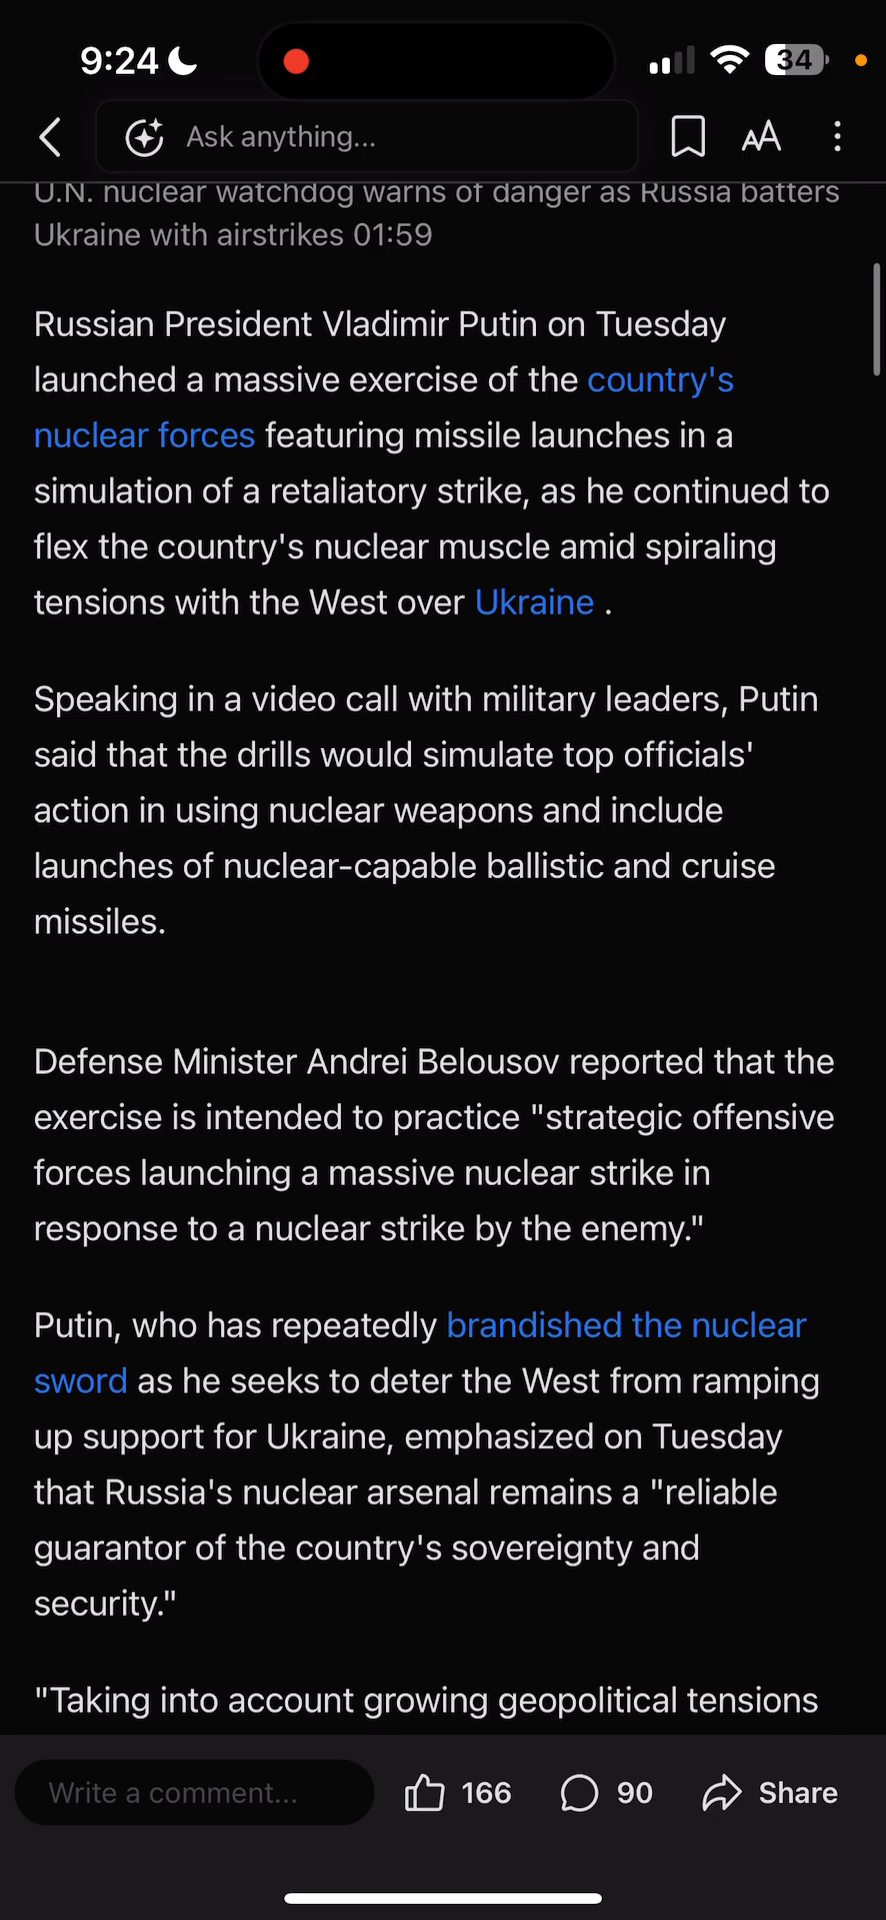 9:24
34
Ask anything...
AA
U.N. nuclear watchdog warns of danger as Russia batters
Ukraine with airstrikes 01:59
Russian President Vladimir Putin on Tuesday
launched a massive exercise of the country's
nuclear forces featuring missile launches in a
simulation of a retaliatory strike, as he continued to
flex the country's nuclear muscle amid spiraling
tensions with the West over Ukraine .
Speaking in a video call with military leaders, Putin
said that the drills would simulate top officials'
action in using nuclear weapons and include
launches of nuclear-capable ballistic and cruise
missiles.
Defense Minister Andrei Belousov reported that the
exercise is intended to practice "strategic offensive
forces launching a massive nuclear strike in
response to a nuclear strike by the enemy."
Putin, who has repeatedly brandished the nuclear
sword as he seeks to deter the West from ramping
up support for Ukraine, emphasized on Tuesday
that Russia's nuclear arsenal remains a "reliable
guarantor of the country's sovereignty and
security."
"Taking into account growing geopolitical tensions
Write a comment...
166
90
Share